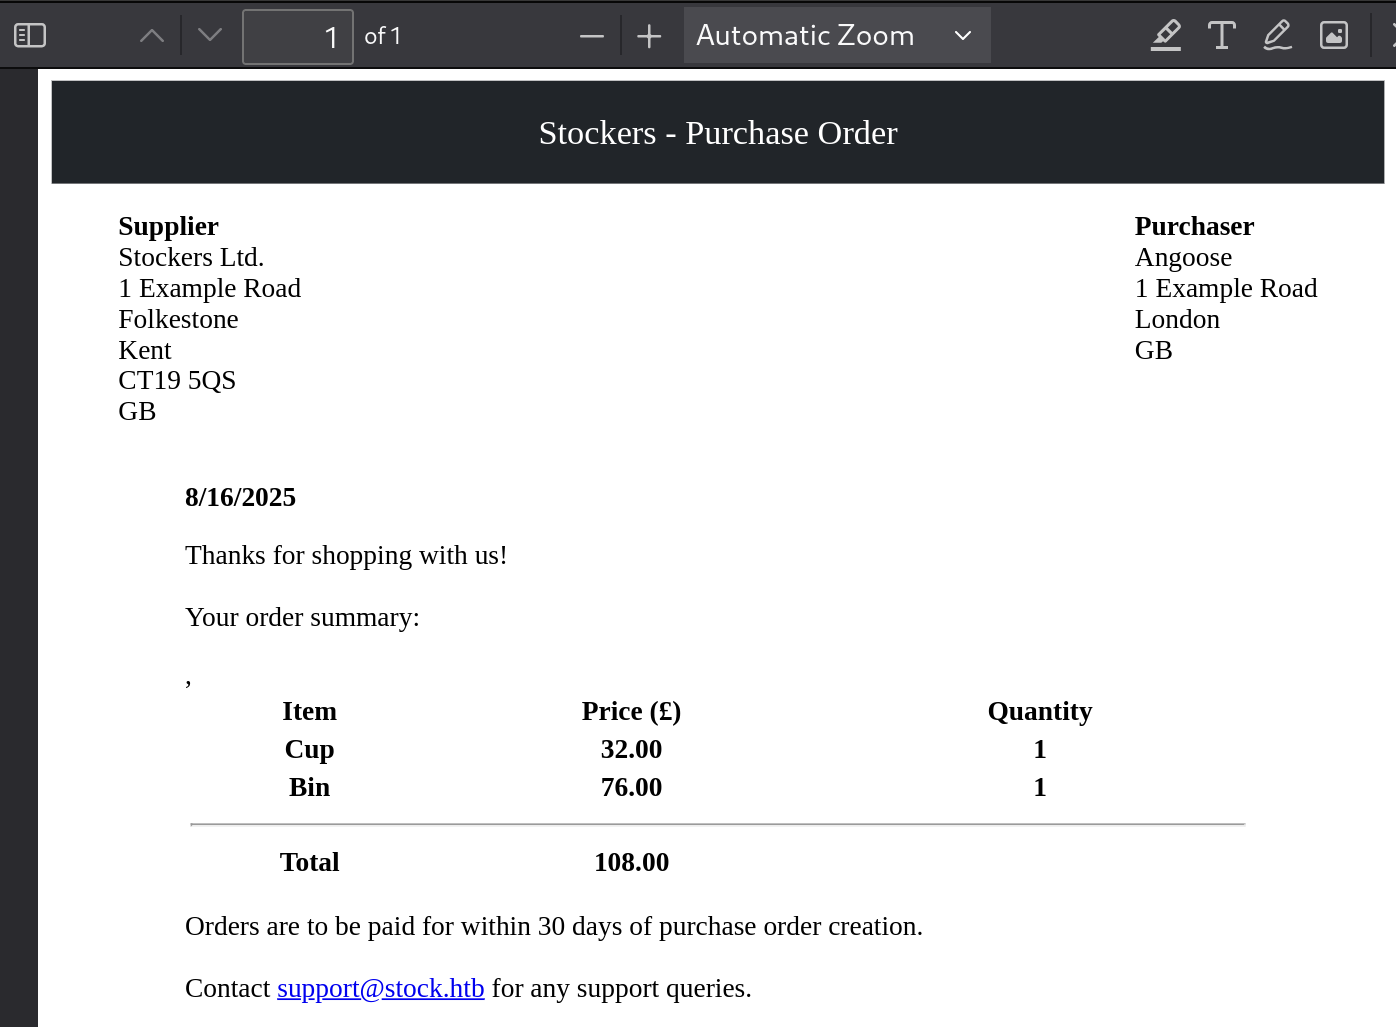 1 of 1 Automatic Zoom
Stockers - Purchase Order
Supplier
Stockers Ltd.
1 Example Road
Folkestone
Kent
CT19 5QS
GB
Purchaser
Angoose
1 Example Road
London
GB
8/16/2025
Thanks for shopping with us!
Your order summary:
,
Item Price (£) Quantity
Cup 32.00 1
Bin 76.00 1
Total 108.00
Orders are to be paid for within 30 days of purchase order creation.
Contact support@stock.htb for any support queries.